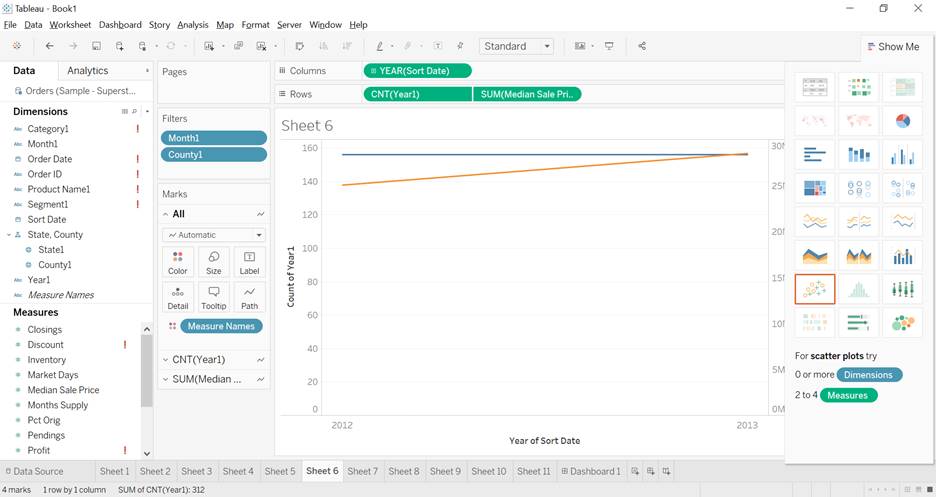 Tableau - Book1
File Data Worksheet Dashboard Story Analysis Map Format Server Window Help
Standard
Show Me
Data Analytics
Orders (Sample - Superst...
Dimensions
Abc Category1 !
Abc Month1
Order Date !
Abc Order ID !
Abc Product Name1 !
Abc Segment1 !
Sort Date
State, County
State1
County1
Abc Year1
Abc Measure Names
Measures
Closings
Discount !
Inventory
Market Days
Median Sale Price
Months Supply
Pct Orig
Pendings
Profit !
Pages
Filters
Month1
County1
Marks
All
Automatic
Color Size Label
Detail Tooltip Path
Measure Names
CNT(Year1)
SUM(Median ...
Columns YEAR(Sort Date)
Rows CNT(Year1) SUM(Median Sale Pri..
Sheet 6
Count of Year1
160
140
120
100
80
60
40
20
0
30M
25M
20M
15M
10M
5M
0M
2012 2013
Year of Sort Date
For scatter plots try
0 or more Dimensions
2 to 4 Measures
Data Source Sheet 1 Sheet 2 Sheet 3 Sheet 4 Sheet 5 Sheet 6 Sheet 7 Sheet 8 Sheet 9 Sheet 10 Sheet 11 Dashboard 1
4 marks 1 row by 1 column SUM of CNT(Year1): 312